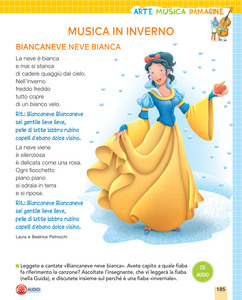 ARTE MUSICA IMMAGINE
MUSICA IN INVERNO
BIANCANEVE NEVE BIANCA
La neve è bianca
e mai si stanca
di cadere quaggiù dal cielo.
Nell'inverno
freddo freddo
tutto copre
di un bianco velo.
Rit.: Biancaneve Biancaneve
sei gentile lieve lieve,
pelle di latte labbra rubino
capelli d'ebano dolce visino.
La neve viene
è silenziosa
è delicata come una rosa.
Ogni fiocchetto
piano piano
si sdraia in terra
e si riposa.
Rit.: Biancaneve Biancaneve
sei gentile lieve lieve,
pelle di latte labbra rubino
capelli d'ebano dolce visino.
Laura e Beatrice Petrocchi
Leggete e cantate «Biancaneve neve bianca». Avete capito a quale fiaba
fa riferimento la canzone? Ascoltate l'insegnante, che vi leggerà la fiaba
(nella Guida), e discutete insieme sul perché è una fiaba «invernale».
CD
AUDIO
AUDIO
185